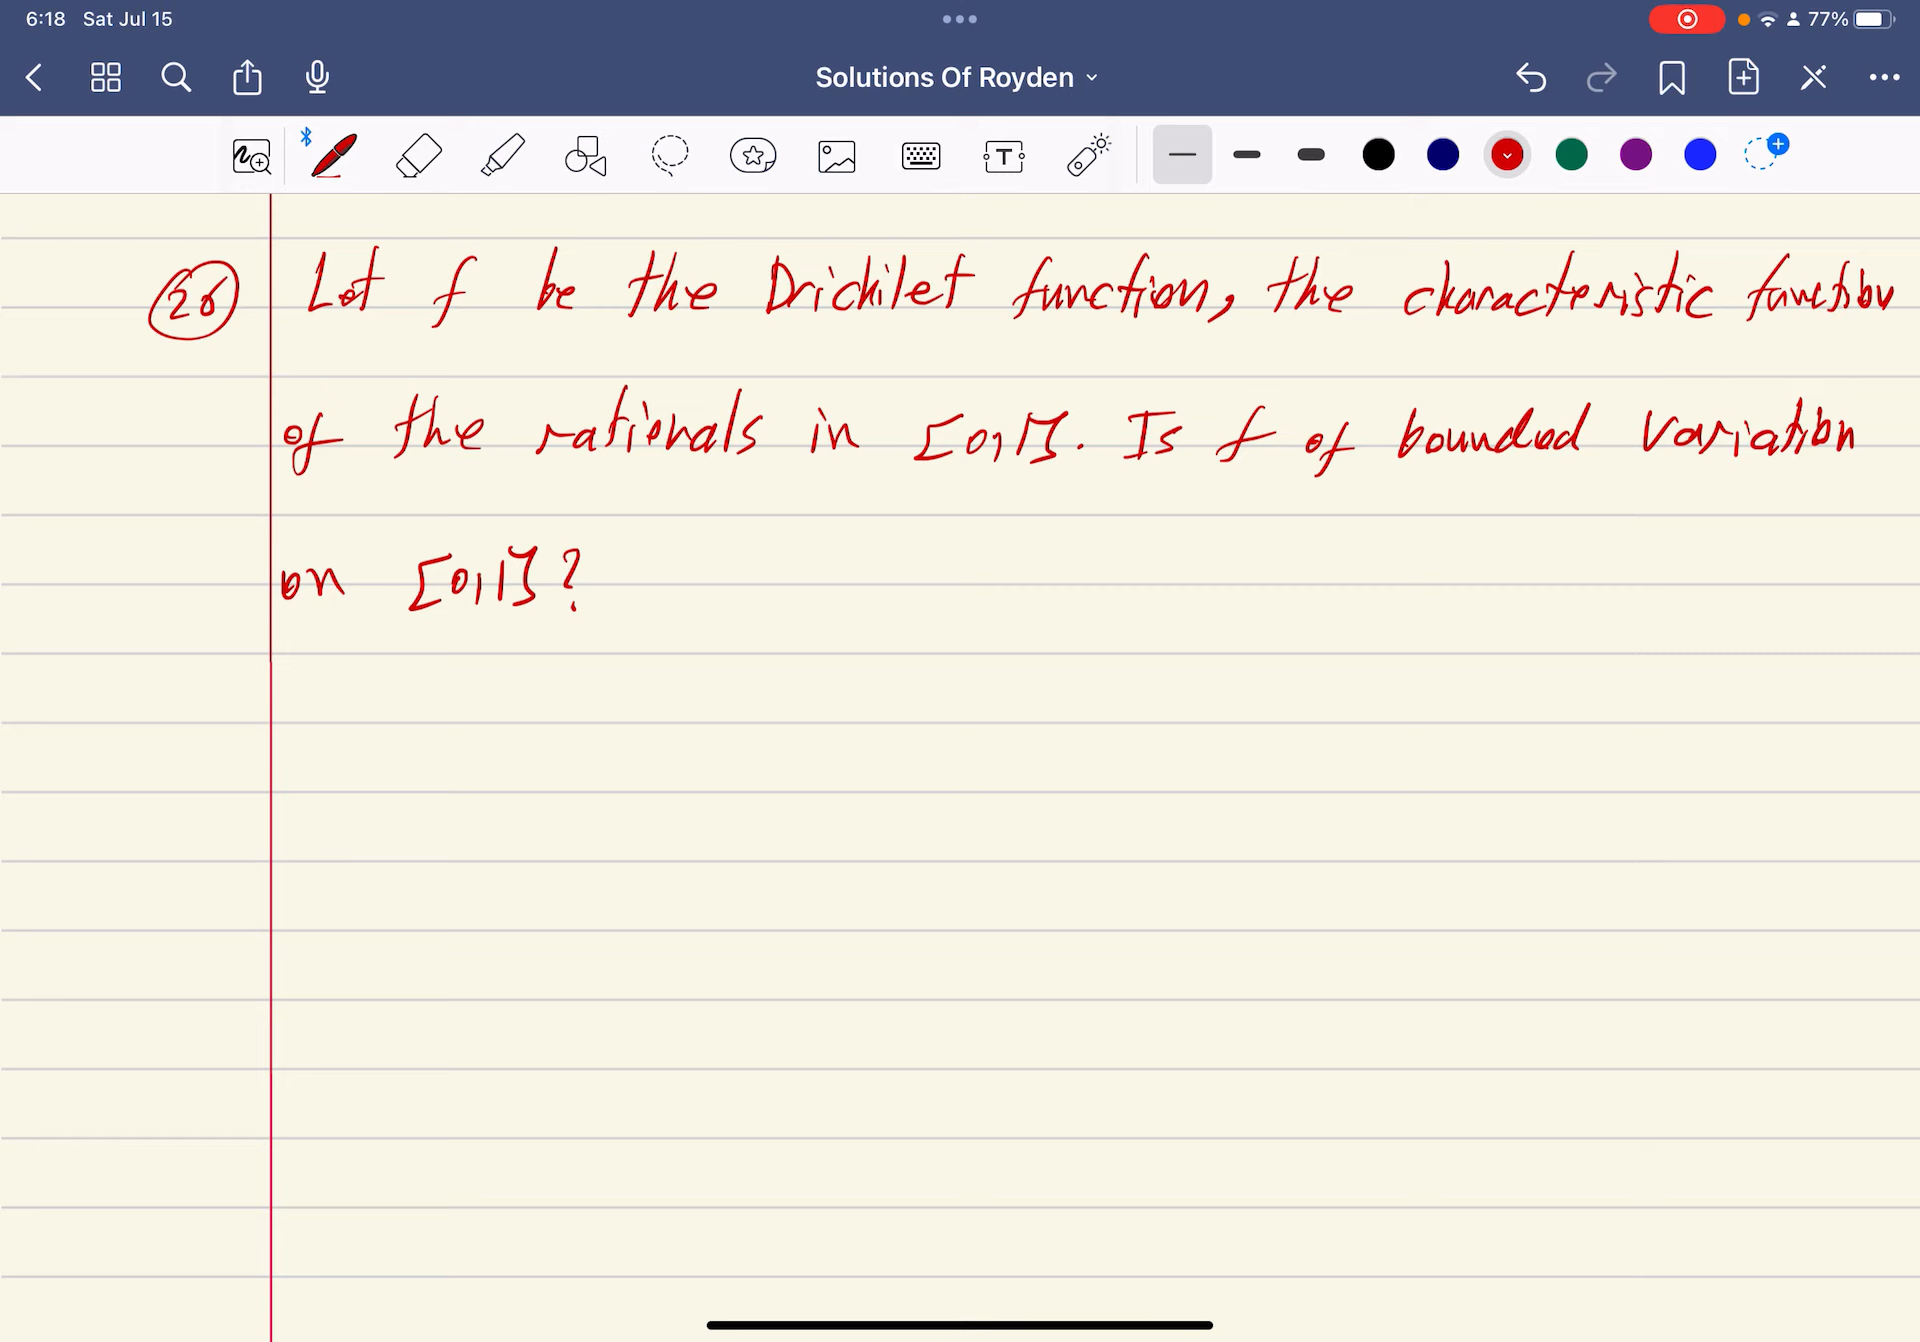 6:18 Sat Jul 15
77%
Solutions Of Royden
T
26 Let f be the Drichilet function, the characteristic function
of the rationals in [0,1]. Is f of bounded variation
on [0,1]?